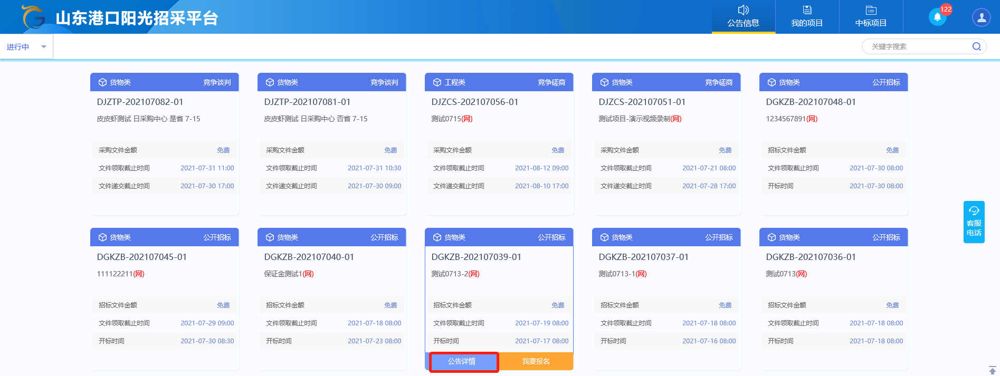 山东港口阳光招采平台
公告信息
我的项目
中标项目
122
进行中
关键字搜索
货物类 竞争谈判
DJZTP-202107082-01
皮皮虾测试 日采购中心 是省 7-15
采购文件金额 免费
文件领取截止时间 2021-07-31 11:00
文件递交截止时间 2021-07-30 17:00
货物类 竞争谈判
DJZTP-202107081-01
皮皮虾测试 日采购中心 否省 7-15
采购文件金额 免费
文件领取截止时间 2021-07-31 10:30
文件递交截止时间 2021-07-30 09:00
工程类 竞争磋商
DJZCS-202107056-01
测试0715(网)
采购文件金额 免费
文件领取截止时间 2021-08-12 09:00
文件递交截止时间 2021-08-10 17:00
货物类 竞争磋商
DJZCS-202107051-01
测试项目-演示视频录制(网)
采购文件金额 免费
文件领取截止时间 2021-07-21 08:00
文件递交截止时间 2021-07-28 17:00
货物类 公开招标
DGKZB-202107048-01
1234567891(网)
招标文件金额 免费
文件领取截止时间 2021-07-30 08:00
开标时间 2021-07-30 08:00
客服
电话
货物类 公开招标
DGKZB-202107045-01
111122211(网)
招标文件金额 免费
文件领取截止时间 2021-07-29 09:00
开标时间 2021-07-30 08:30
货物类 公开招标
DGKZB-202107040-01
保证金测试1(网)
招标文件金额 免费
文件领取截止时间 2021-07-18 08:00
开标时间 2021-07-23 08:00
货物类 公开招标
DGKZB-202107039-01
测试0713-2(网)
招标文件金额 免费
文件领取截止时间 2021-07-19 08:00
开标时间 2021-07-17 08:00
公告详情 我要报名
货物类 公开招标
DGKZB-202107037-01
测试0713-1(网)
招标文件金额 免费
文件领取截止时间 2021-07-18 08:00
开标时间 2021-07-16 08:00
货物类 公开招标
DGKZB-202107036-01
测试0713(网)
招标文件金额 免费
文件领取截止时间 2021-07-18 08:00
开标时间 2021-07-18 08:00